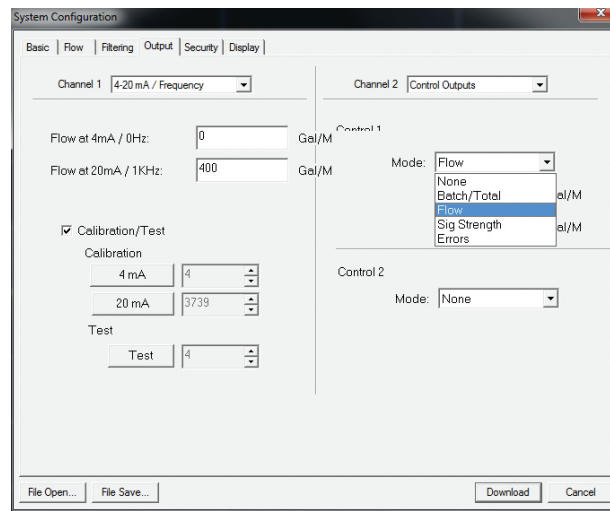 System Configuration
Basic Flow Filtering Output Security Display
Channel 1 4-20 mA / Frequency
Flow at 4mA / 0Hz: 0 Gal/M
Flow at 20mA / 1KHz: 400 Gal/M
Calibration/Test
Calibration
4 mA 4
20 mA 3739
Test
Test 4
Channel 2 Control Outputs
Control 1
Mode: Flow
None
Batch/Total
Flow
Sig Strength
Errors
al/M
al/M
Control 2
Mode: None
File Open... File Save... Download Cancel